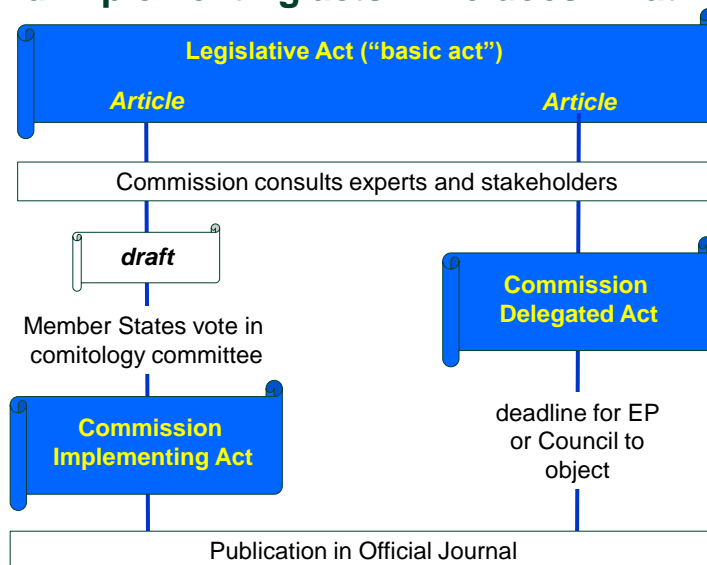 Legislative Act (“basic act”)
Article
Article
Commission consults experts and stakeholders
draft
Commission
Delegated Act
Member States vote in
comitology committee
Commission
Implementing Act
deadline for EP
or Council to
object
Publication in Official Journal